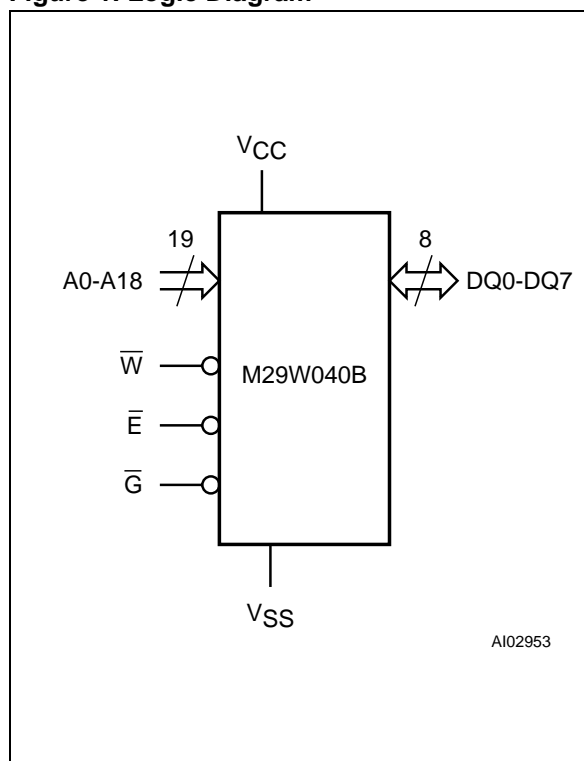 Figure 1. Logic Diagram
VCC
19
8
A0-A18
DQ0-DQ7
W̅
M29W040B
E̅
G̅
VSS
AI02953